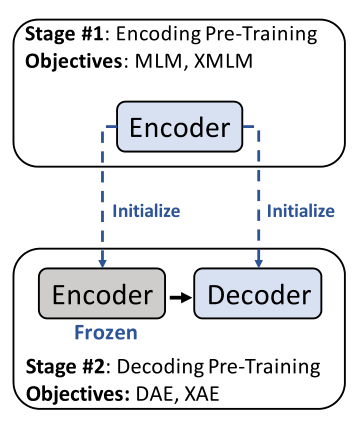 Stage #1: Encoding Pre-Training
Objectives: MLM, XMLM
Encoder
Initialize
Initialize
Encoder
Decoder
Frozen
Stage #2: Decoding Pre-Training
Objectives: DAE, XAE